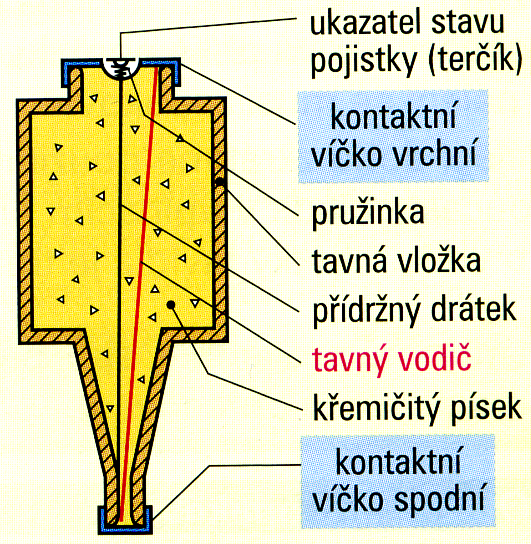 ukazatel stavu
pojistky (terčík)
kontaktní
víčko vrchní
pružinka
tavná vložka
přídržný drátek
tavný vodič
křemičitý písek
kontaktní
víčko spodní